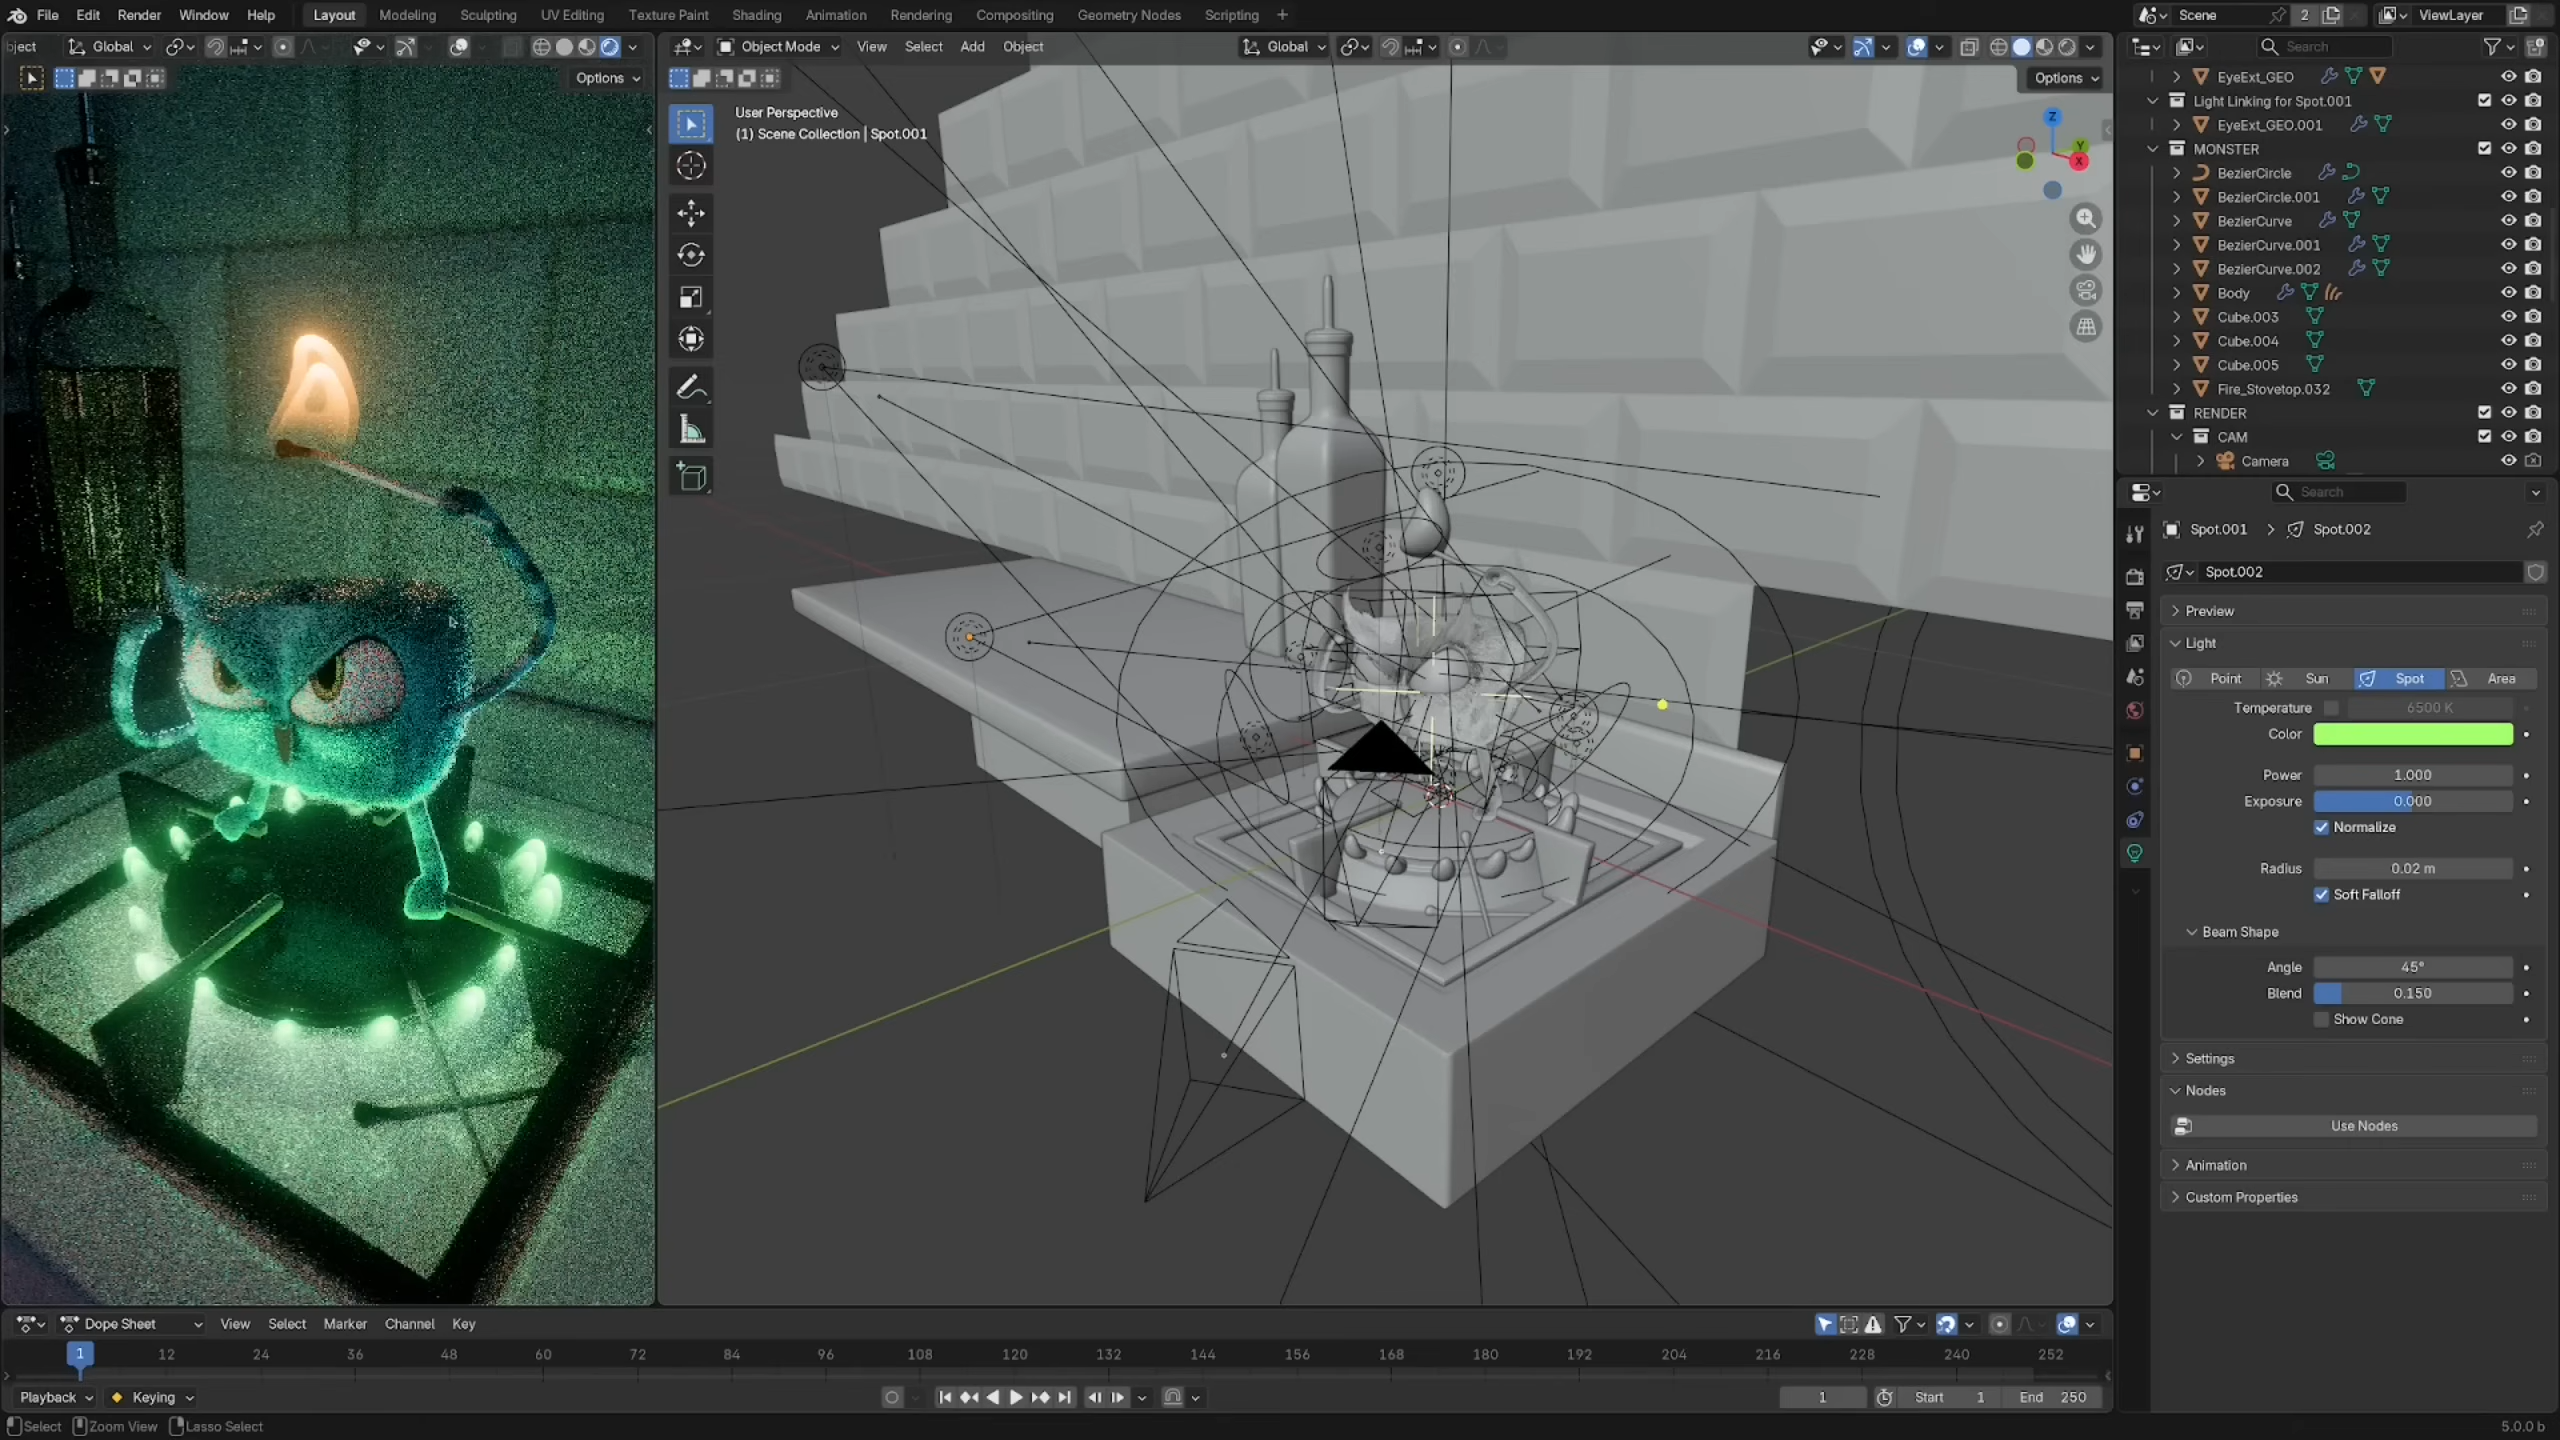 File Edit Render Window Help Layout Modeling Sculpting UV Editing Texture Paint Shading Animation Rendering Compositing Geometry Nodes Scripting + Scene 2 ViewLayer
bject Global Object Mode View Select Add Object Global Search
Options Options
User Perspective
(1) Scene Collection | Spot.001
Z
Y
X
EyeExt_GEO
Light Linking for Spot.001
EyeExt_GEO.001
MONSTER
BezierCircle
BezierCircle.001
BezierCurve
BezierCurve.001
BezierCurve.002
Body
Cube.003
Cube.004
Cube.005
Fire_Stovetop.032
RENDER
CAM
Camera
Search
Spot.001 > Spot.002
Spot.002
Preview
Light
Point Sun Spot Area
Temperature 6500 K
Color
Power 1.000
Exposure 0.000
Normalize
Radius 0.02 m
Soft Falloff
Beam Shape
Angle 45°
Blend 0.150
Show Cone
Settings
Nodes
Use Nodes
Animation
Custom Properties
Dope Sheet View Select Marker Channel Key
1 12 24 36 48 60 72 84 96 108 120 132 144 156 168 180 192 204 216 228 240 252
Playback Keying 1 Start 1 End 250
Select Zoom View Lasso Select 5.0.0 b